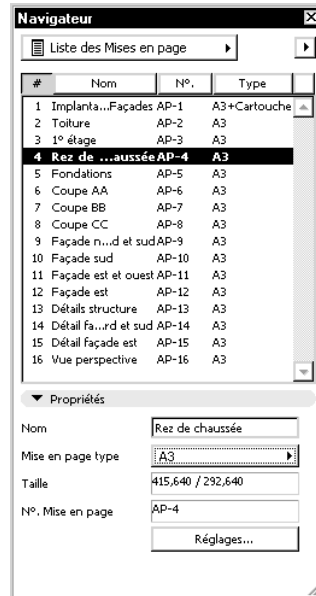 Navigateur
Liste des Mises en page
# Nom Nº. Type
1 Implanta...Façades AP-1 A3+Cartouche
2 Toiture AP-2 A3
3 1º étage AP-3 A3
4 Rez de ...aussée AP-4 A3
5 Fondations AP-5 A3
6 Coupe AA AP-6 A3
7 Coupe BB AP-7 A3
8 Coupe CC AP-8 A3
9 Façade n...d et sud AP-9 A3
10 Façade sud AP-10 A3
11 Façade est et ouest AP-11 A3
12 Façade est AP-12 A3
13 Détails structure AP-13 A3
14 Détail fa...rd et sud AP-14 A3
15 Détail façade est AP-15 A3
16 Vue perspective AP-16 A3
Propriétés
Nom Rez de chaussée
Mise en page type A3
Taille 415,640 / 292,640
Nº. Mise en page AP-4
Réglages...